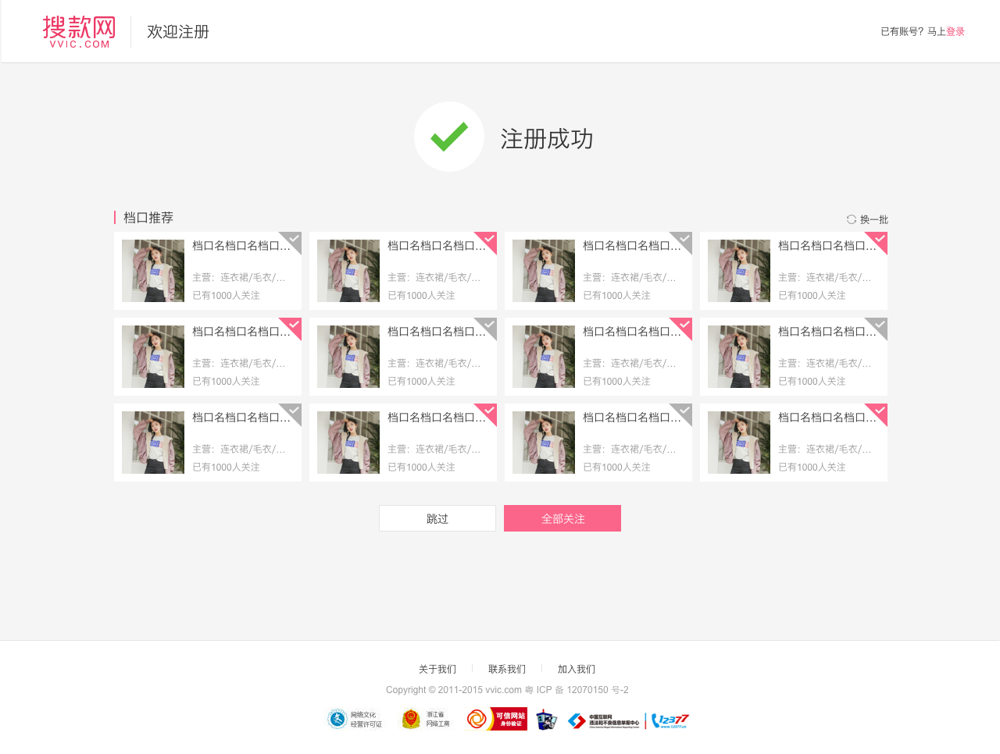 搜款网
VVIC.COM
欢迎注册
已有账号？马上登录
注册成功
档口推荐
换一批
档口名档口名档口...
主营：连衣裙/毛衣/...
已有1000人关注
档口名档口名档口...
主营：连衣裙/毛衣/...
已有1000人关注
档口名档口名档口...
主营：连衣裙/毛衣/...
已有1000人关注
档口名档口名档口...
主营：连衣裙/毛衣/...
已有1000人关注
档口名档口名档口...
主营：连衣裙/毛衣/...
已有1000人关注
档口名档口名档口...
主营：连衣裙/毛衣/...
已有1000人关注
档口名档口名档口...
主营：连衣裙/毛衣/...
已有1000人关注
档口名档口名档口...
主营：连衣裙/毛衣/...
已有1000人关注
档口名档口名档口...
主营：连衣裙/毛衣/...
已有1000人关注
档口名档口名档口...
主营：连衣裙/毛衣/...
已有1000人关注
档口名档口名档口...
主营：连衣裙/毛衣/...
已有1000人关注
档口名档口名档口...
主营：连衣裙/毛衣/...
已有1000人关注
跳过
全部关注
关于我们
联系我们
加入我们
Copyright © 2011-2015 vvic.com 粤 ICP 备 12070150 号-2
网络文化
经营许可证
浙江省
网络工商
可信网站
身份验证
中国互联网
违法和不良信息举报中心
12377
www.12377.cn